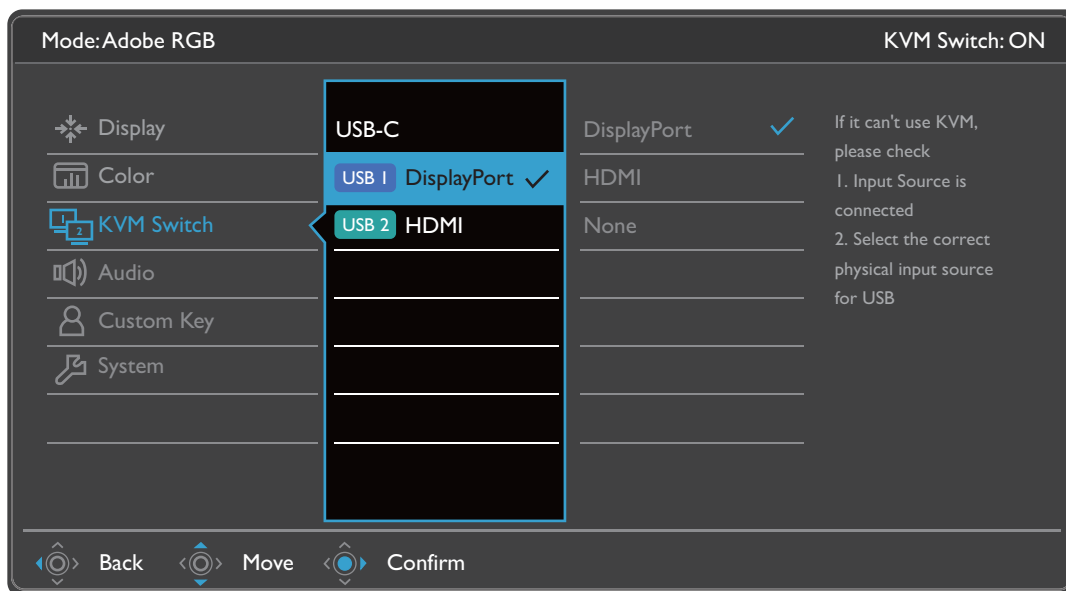 Mode: Adobe RGB
KVM Switch: ON
Display
Color
1 2 KVM Switch
Audio
Custom Key
System
USB-C
USB 1 DisplayPort
USB 2 HDMI
DisplayPort
HDMI
None
If it can't use KVM,
please check
1. Input Source is
connected
2. Select the correct
physical input source
for USB
Back
Move
Confirm